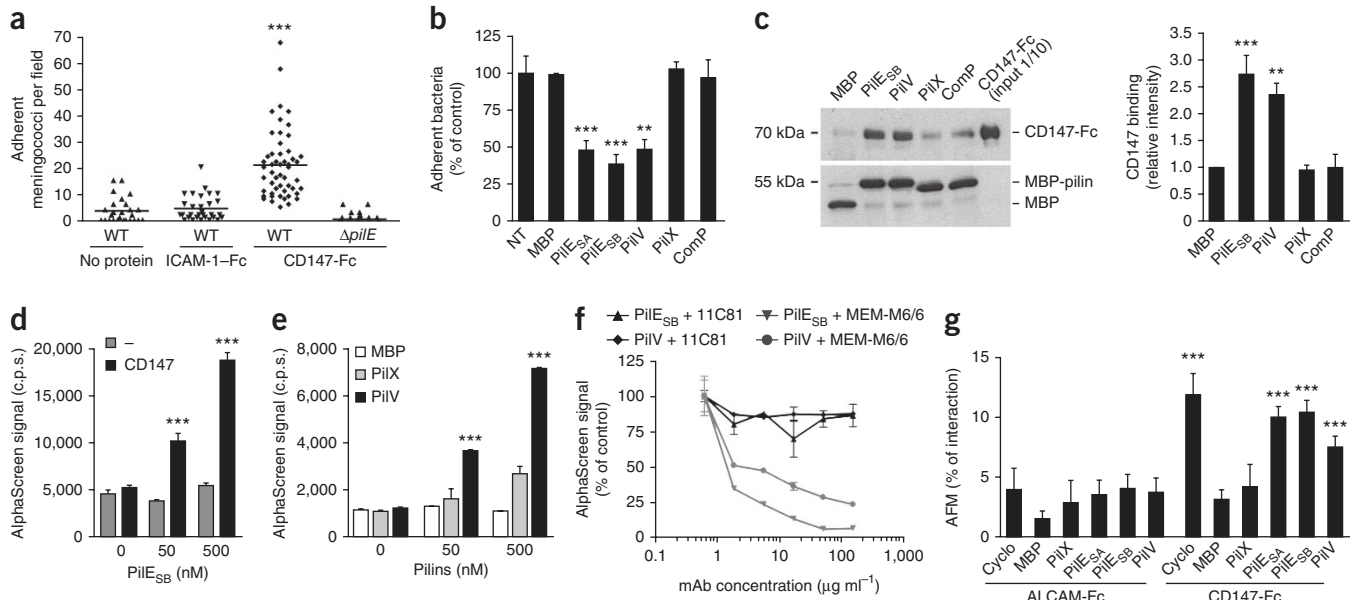 a
Adherent
meningococci per field
70
60
50
40
30
20
10
0
***
WT
WT
WT
ΔpilE
No protein
ICAM-1–Fc
CD147-Fc
b
Adherent bacteria
(% of control)
125
100
75
50
25
0
***
***
**
NT
MBP
PilE_SA
PilE_SB
PilV
PilX
ComP
c
MBP
PilE_SB
PilV
PilX
ComP
CD147-Fc
(input 1/10)
70 kDa
CD147-Fc
55 kDa
MBP-pilin
MBP
CD147 binding
(relative intensity)
3.5
3.0
2.5
2.0
1.5
1.0
0.5
0
***
**
MBP
PilE_SB
PilV
PilX
ComP
d
–
CD147
AlphaScreen signal (c.p.s.)
20,000
15,000
10,000
5,000
0
***
***
0
50
500
PilE_SB (nM)
e
MBP
PilX
PilV
AlphaScreen signal (c.p.s.)
8,000
6,000
4,000
2,000
0
***
***
0
50
500
Pilins (nM)
f
PilE_SB + 11C81
PilE_SB + MEM-M6/6
PilV + 11C81
PilV + MEM-M6/6
AlphaScreen signal
(% of control)
125
100
75
50
25
0
0.1
1
10
100
1,000
mAb concentration (μg ml⁻¹)
g
AFM (% of interaction)
15
10
5
0
***
***
***
***
Cyclo
MBP
PilX
PilE_SA
PilE_SB
PilV
Cyclo
MBP
PilX
PilE_SA
PilE_SB
PilV
ALCAM-Fc
CD147-Fc